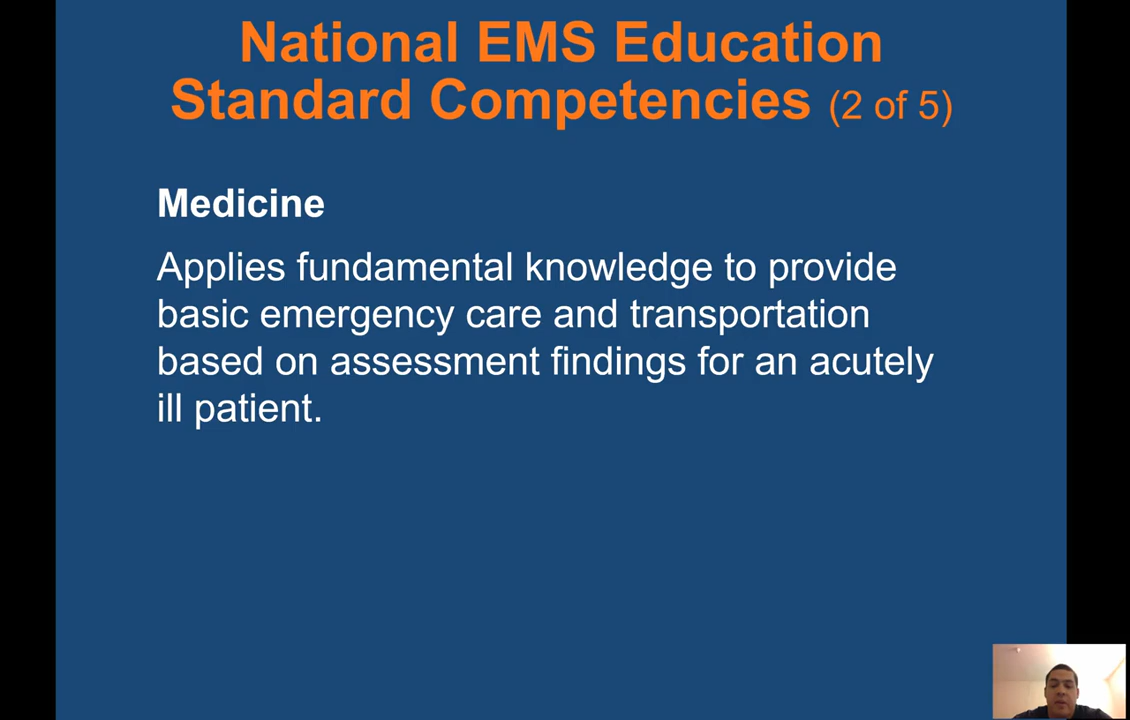 National EMS Education
Standard Competencies (2 of 5)
Medicine
Applies fundamental knowledge to provide
basic emergency care and transportation
based on assessment findings for an acutely
ill patient.